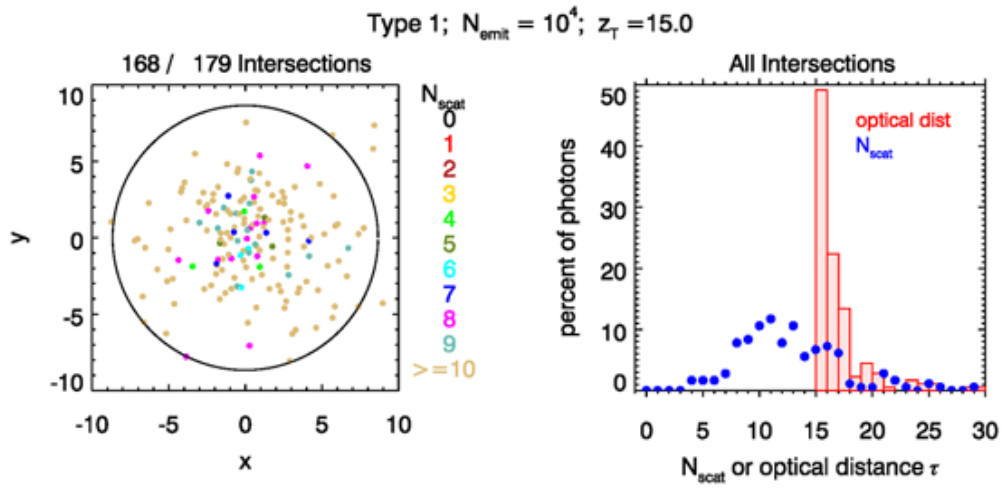 Type 1; N_emit = 10^4; z_T =15.0
168 / 179 Intersections
10
5
0
-5
-10
y
-10 -5 0 5 10
x
N_scat
0
1
2
3
4
5
6
7
8
9
>=10
All Intersections
50
40
30
20
10
0
percent of photons
optical dist
N_scat
0 5 10 15 20 25 30
N_scat or optical distance τ